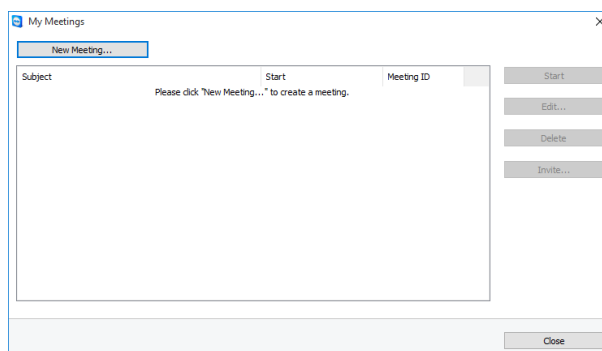 My Meetings
New Meeting...
Subject Start Meeting ID
Please click "New Meeting..." to create a meeting.
Start
Edit...
Delete
Invite...
Close